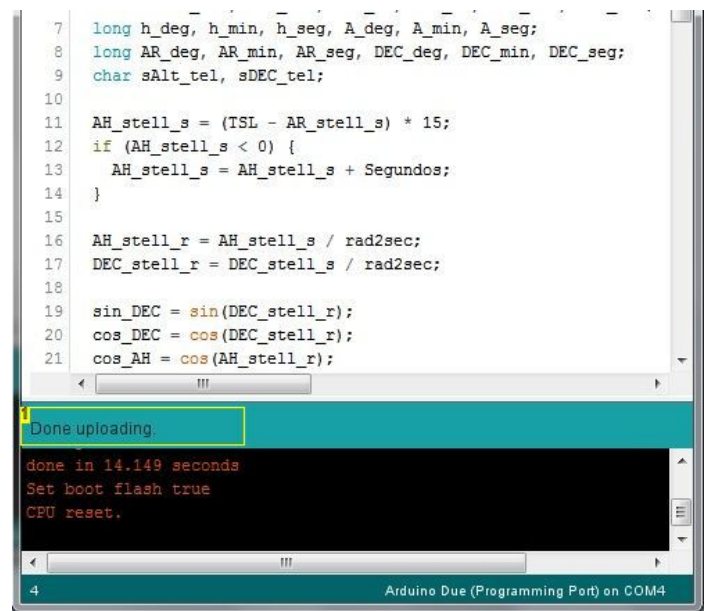 7 long h_deg, h_min, h_seg, A_deg, A_min, A_seg;
8 long AR_deg, AR_min, AR_seg, DEC_deg, DEC_min, DEC_seg;
9 char sAlt_tel, sDEC_tel;
10
11 AH_stell_s = (TSL - AR_stell_s) * 15;
12 if (AH_stell_s < 0) {
13 AH_stell_s = AH_stell_s + Segundos;
14 }
15
16 AH_stell_r = AH_stell_s / rad2sec;
17 DEC_stell_r = DEC_stell_s / rad2sec;
18
19 sin_DEC = sin(DEC_stell_r);
20 cos_DEC = cos(DEC_stell_r);
21 cos_AH = cos(AH_stell_r);
1
Done uploading.
done in 14.149 seconds
Set boot flash true
CPU reset.
4 Arduino Due (Programming Port) on COM4